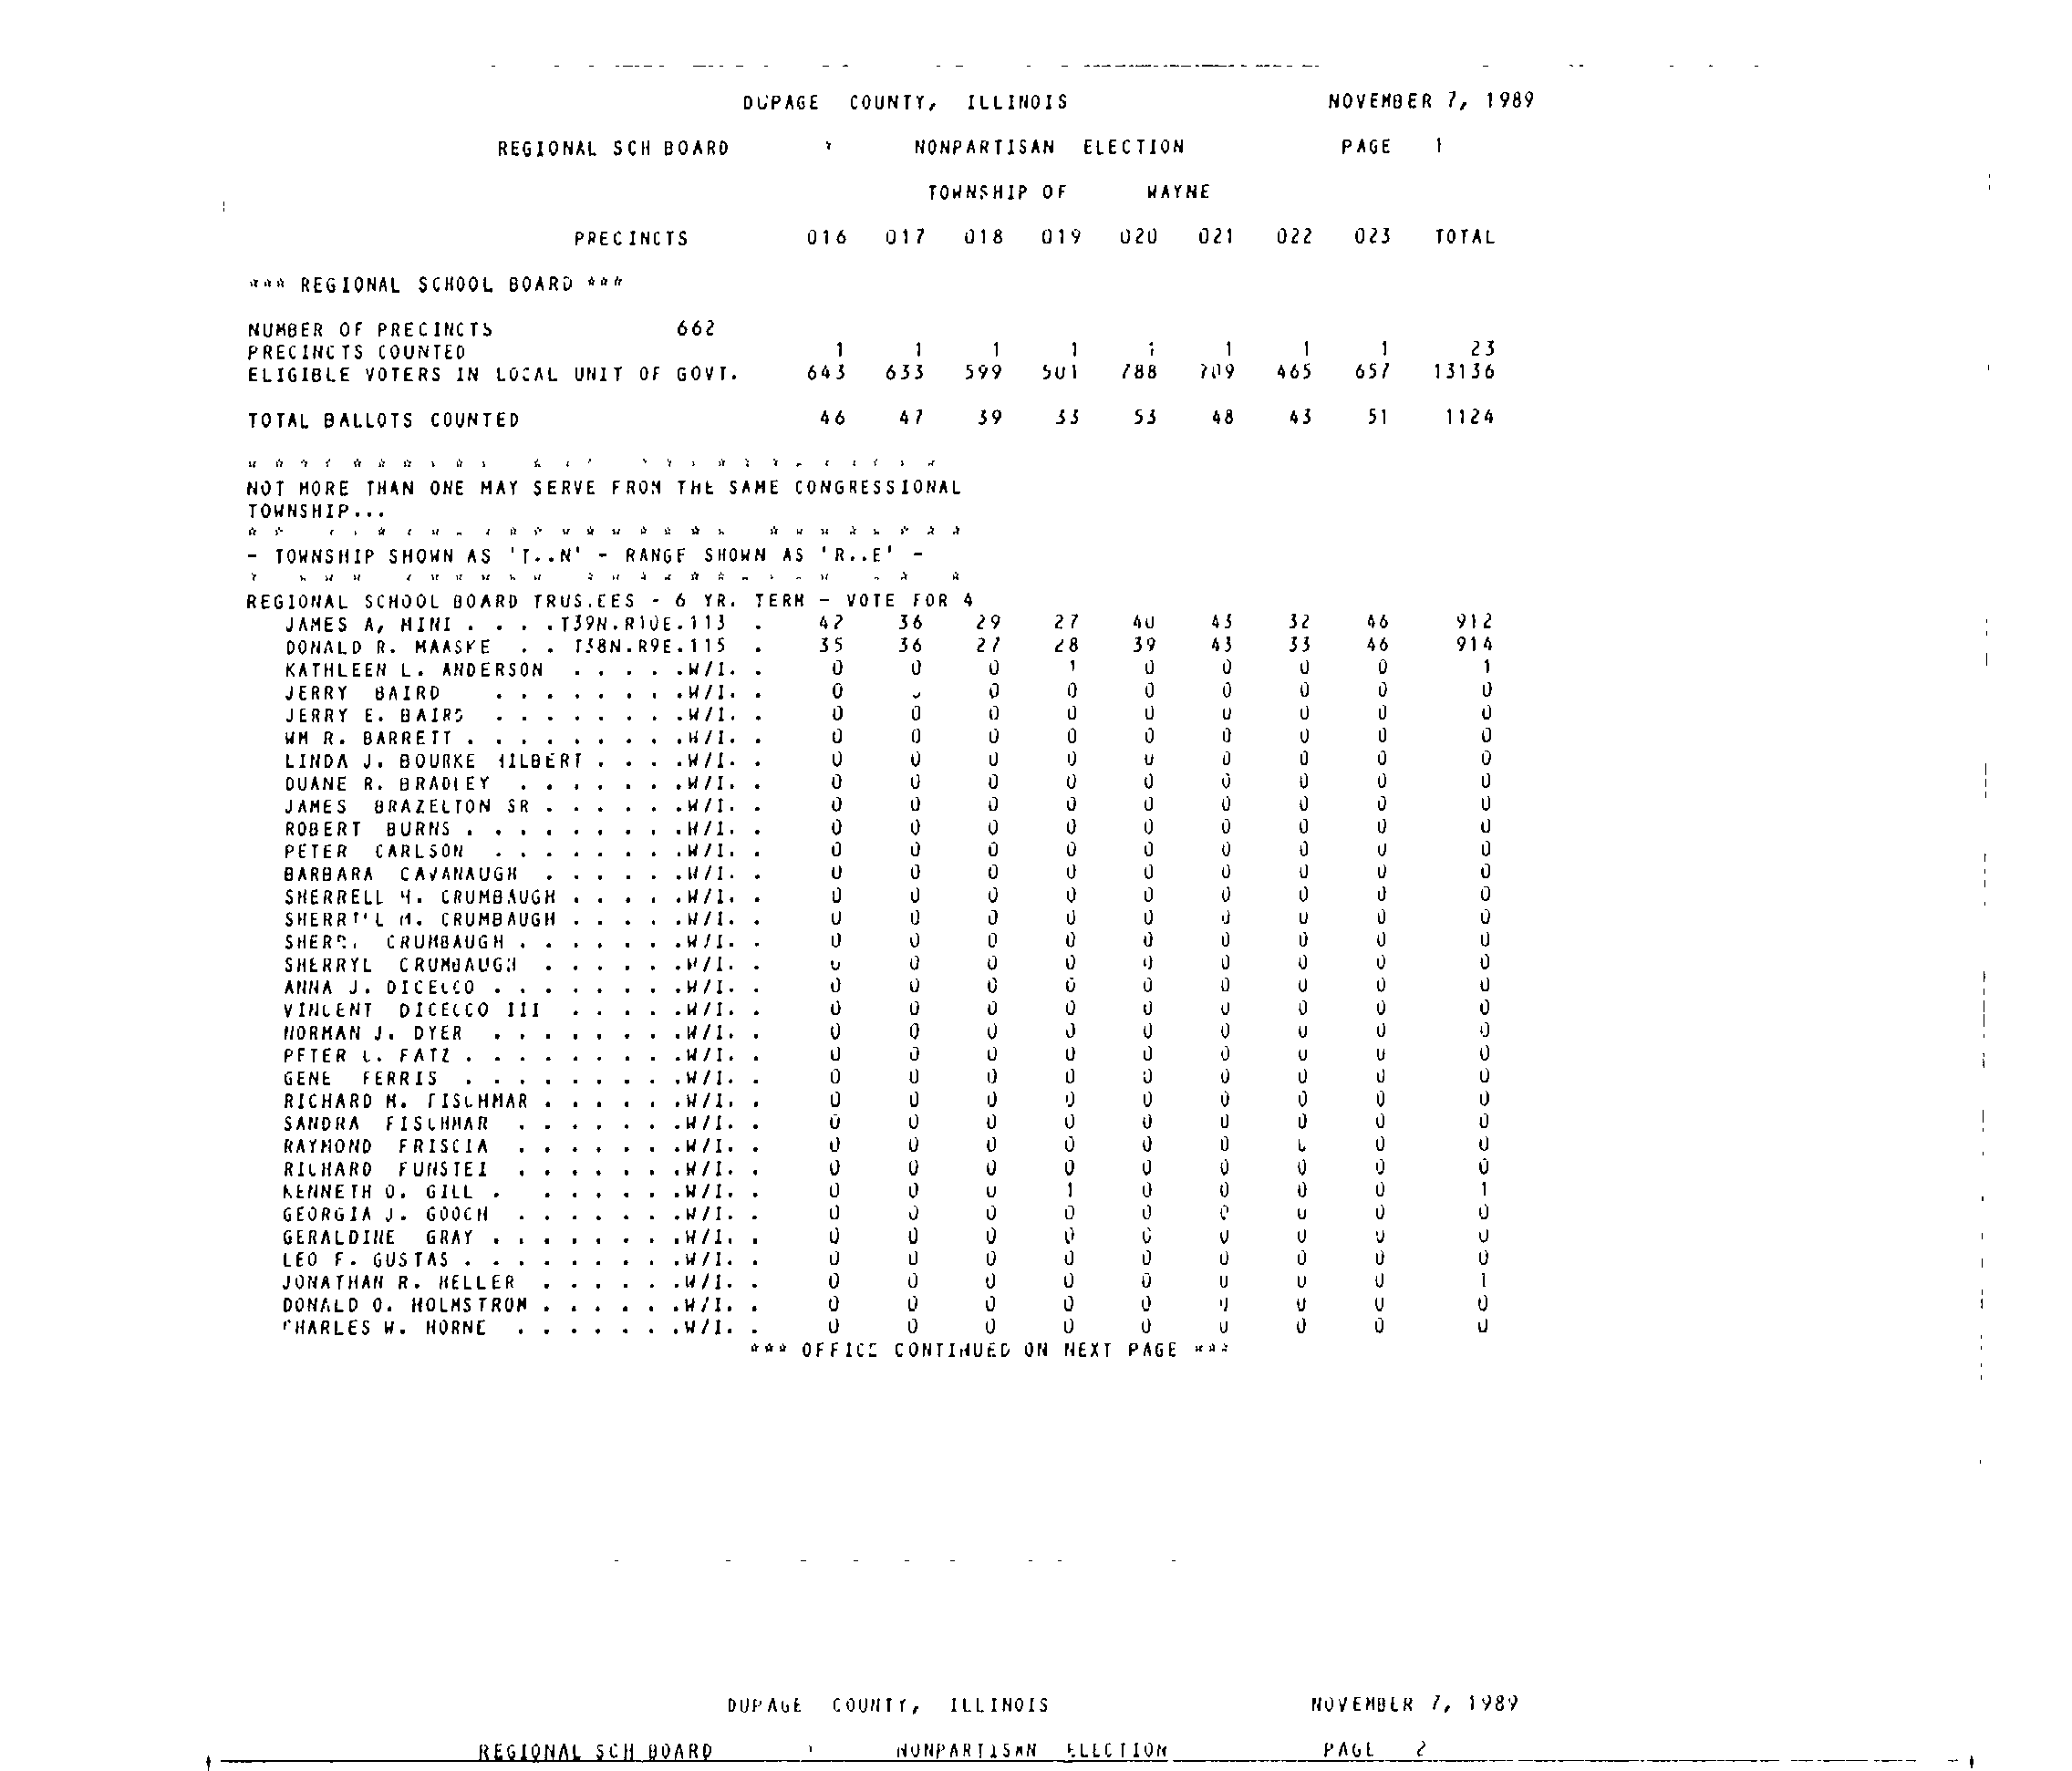 DUPAGE COUNTY, ILLINOIS NOVEMBER 7, 1989
REGIONAL SCH BOARD NONPARTISAN ELECTION PAGE 1
TOWNSHIP OF WAYNE
PRECINCTS 016 017 018 019 020 021 022 023 TOTAL
*** REGIONAL SCHOOL BOARD ***
NUMBER OF PRECINCTS 662
PRECINCTS COUNTED 1 1 1 1 1 1 1 1 23
ELIGIBLE VOTERS IN LOCAL UNIT OF GOVT. 643 633 599 501 788 709 465 657 13136
TOTAL BALLOTS COUNTED 46 47 39 33 53 48 43 51 1124
NOT MORE THAN ONE MAY SERVE FROM THE SAME CONGRESSIONAL
TOWNSHIP...
- TOWNSHIP SHOWN AS 'T..N' - RANGE SHOWN AS 'R..E' -
REGIONAL SCHOOL BOARD TRUSTEES - 6 YR. TERM - VOTE FOR 4
JAMES A, MINI . . . .T39N.R10E.113 . 42 36 29 27 40 43 32 46 912
DONALD R. MAASKE . . T38N.R9E.115 . 35 36 27 28 39 43 33 46 914
KATHLEEN L. ANDERSON . . . . .W/I. . 0 0 0 1 0 0 0 0 1
JERRY BAIRD . . . . . . . .W/I. . 0 0 0 0 0 0 0 0 0
JERRY E. BAIRD . . . . . . . .W/I. . 0 0 0 0 0 0 0 0 0
WM R. BARRETT . . . . . . . . .W/I. . 0 0 0 0 0 0 0 0 0
LINDA J. BOURKE HILBERT . . . .W/I. . 0 0 0 0 0 0 0 0 0
DUANE R. BRADLEY . . . . . . .W/I. . 0 0 0 0 0 0 0 0 0
JAMES BRAZELTON SR . . . . . .W/I. . 0 0 0 0 0 0 0 0 0
ROBERT BURNS . . . . . . . . .W/I. . 0 0 0 0 0 0 0 0 0
PETER CARLSON . . . . . . . .W/I. . 0 0 0 0 0 0 0 0 0
BARBARA CAVANAUGH . . . . . .W/I. . 0 0 0 0 0 0 0 0 0
SHERRELL M. CRUMBAUGH . . . . .W/I. . 0 0 0 0 0 0 0 0 0
M. CRUMBAUGH . . . . .W/I. . 0 0 0 0 0 0 0 0 0
CRUMBAUGH . . . . . . .W/I. . 0 0 0 0 0 0 0 0 0
SHERRYL CRUMBAUGH . . . . . .W/I. . 0 0 0 0 0 0 0 0 0
ANNA J. DICELCO . . . . . . . .W/I. . 0 0 0 0 0 0 0 0 0
VINCENT DICELCO III . . . . .W/I. . 0 0 0 0 0 0 0 0 0
NORMAN J. DYER . . . . . . . .W/I. . 0 0 0 0 0 0 0 0 0
PETER L. FATZ . . . . . . . . .W/I. . 0 0 0 0 0 0 0 0 0
GENE FERRIS . . . . . . . . .W/I. . 0 0 0 0 0 0 0 0 0
RICHARD M. FISCHMAR . . . . . .W/I. . 0 0 0 0 0 0 0 0 0
SANDRA FISCHMAR . . . . . . .W/I. . 0 0 0 0 0 0 0 0 0
RAYMOND FRISCIA . . . . . . .W/I. . 0 0 0 0 0 0 0 0 0
RICHARD FUNSTEI . . . . . . .W/I. . 0 0 0 0 0 0 0 0 0
KENNETH O. GILL . . . . . . .W/I. . 0 0 0 1 0 0 0 0 1
GEORGIA J. GOOCH . . . . . . .W/I. . 0 0 0 0 0 0 0 0 0
GERALDINE GRAY . . . . . . . .W/I. . 0 0 0 0 0 0 0 0 0
LEO F. GUSTAS . . . . . . . . .W/I. . 0 0 0 0 0 0 0 0 0
JONATHAN R. HELLER . . . . . .W/I. . 0 0 0 0 0 0 0 0 1
DONALD O. HOLMSTROM . . . . . .W/I. . 0 0 0 0 0 0 0 0 0
CHARLES W. HORNE . . . . . . .W/I. . 0 0 0 0 0 0 0 0 0
*** OFFICE CONTINUED ON NEXT PAGE ***
DUPAGE COUNTY, ILLINOIS NOVEMBER 7, 1989
REGIONAL SCH BOARD NONPARTISAN ELECTION PAGE 2